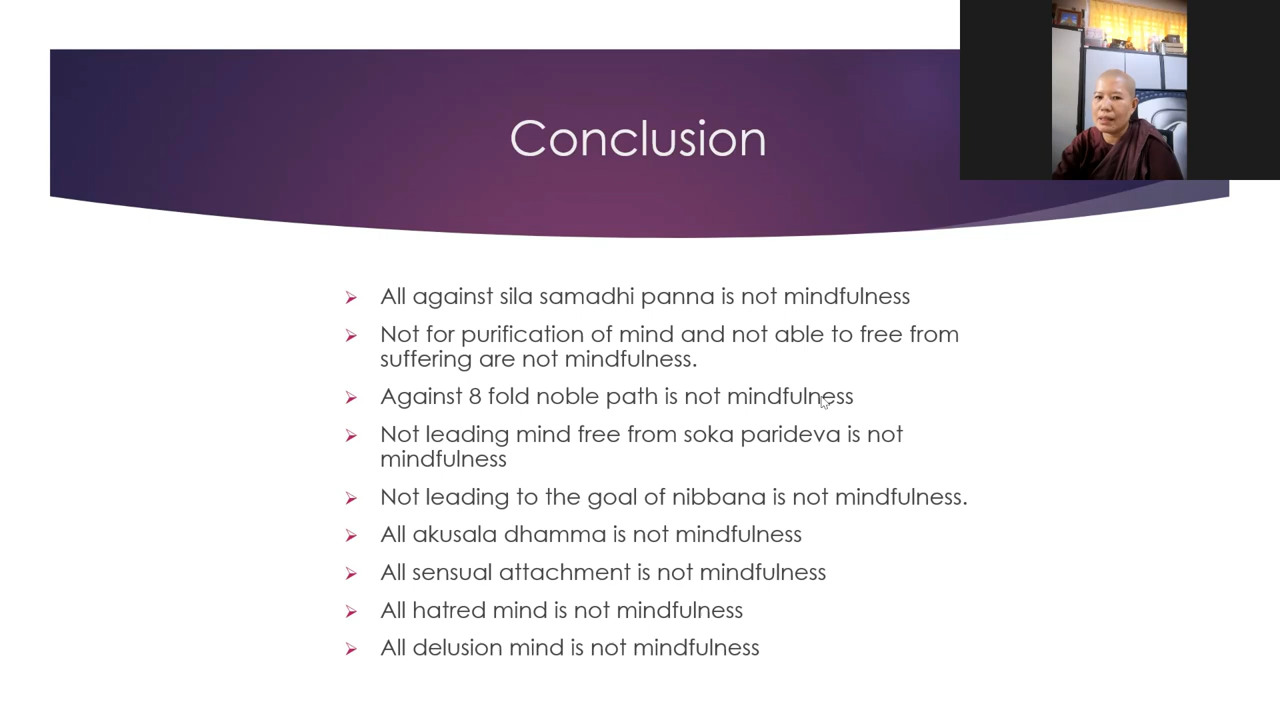 Conclusion
All against sila samadhi panna is not mindfulness
Not for purification of mind and not able to free from
suffering are not mindfulness.
Against 8 fold noble path is not mindfulness
Not leading mind free from soka parideva is not
mindfulness
Not leading to the goal of nibbana is not mindfulness.
All akusala dhamma is not mindfulness
All sensual attachment is not mindfulness
All hatred mind is not mindfulness
All delusion mind is not mindfulness